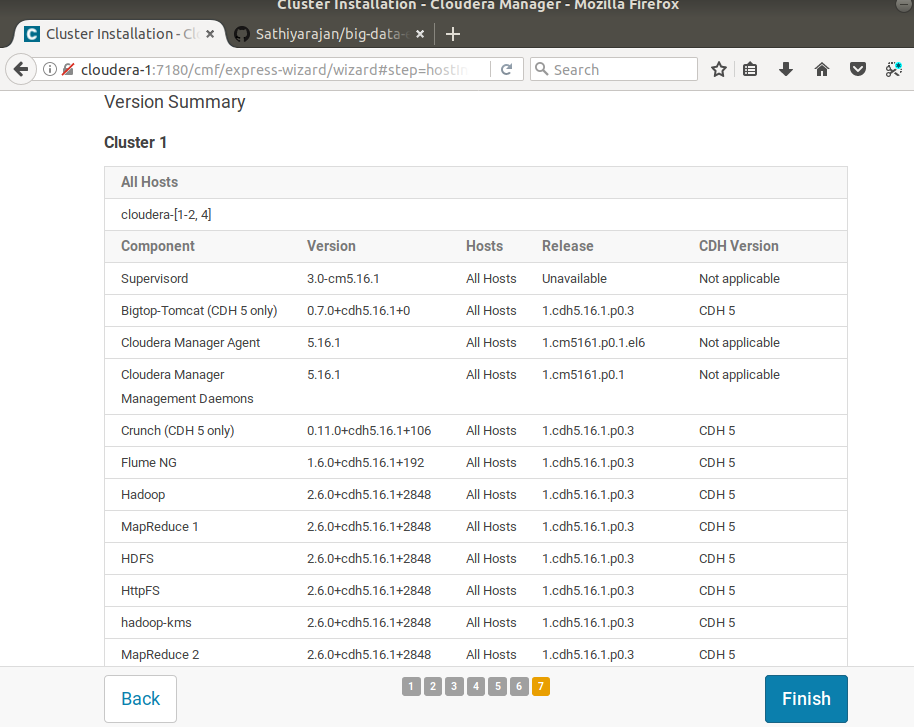 Cluster Installation - Cloudera Manager - Mozilla Firefox
Cluster Installation - Cl
Sathiyarajan/big-data-
cloudera-1:7180/cmf/express-wizard/wizard#step=hostIn
Search
Version Summary
Cluster 1
All Hosts
cloudera-[1-2, 4]
Component Version Hosts Release CDH Version
Supervisord 3.0-cm5.16.1 All Hosts Unavailable Not applicable
Bigtop-Tomcat (CDH 5 only) 0.7.0+cdh5.16.1+0 All Hosts 1.cdh5.16.1.p0.3 CDH 5
Cloudera Manager Agent 5.16.1 All Hosts 1.cm5161.p0.1.el6 Not applicable
Cloudera Manager 5.16.1 All Hosts 1.cm5161.p0.1 Not applicable
Management Daemons
Crunch (CDH 5 only) 0.11.0+cdh5.16.1+106 All Hosts 1.cdh5.16.1.p0.3 CDH 5
Flume NG 1.6.0+cdh5.16.1+192 All Hosts 1.cdh5.16.1.p0.3 CDH 5
Hadoop 2.6.0+cdh5.16.1+2848 All Hosts 1.cdh5.16.1.p0.3 CDH 5
MapReduce 1 2.6.0+cdh5.16.1+2848 All Hosts 1.cdh5.16.1.p0.3 CDH 5
HDFS 2.6.0+cdh5.16.1+2848 All Hosts 1.cdh5.16.1.p0.3 CDH 5
HttpFS 2.6.0+cdh5.16.1+2848 All Hosts 1.cdh5.16.1.p0.3 CDH 5
hadoop-kms 2.6.0+cdh5.16.1+2848 All Hosts 1.cdh5.16.1.p0.3 CDH 5
MapReduce 2 2.6.0+cdh5.16.1+2848 All Hosts 1.cdh5.16.1.p0.3 CDH 5
Back 1 2 3 4 5 6 7 Finish